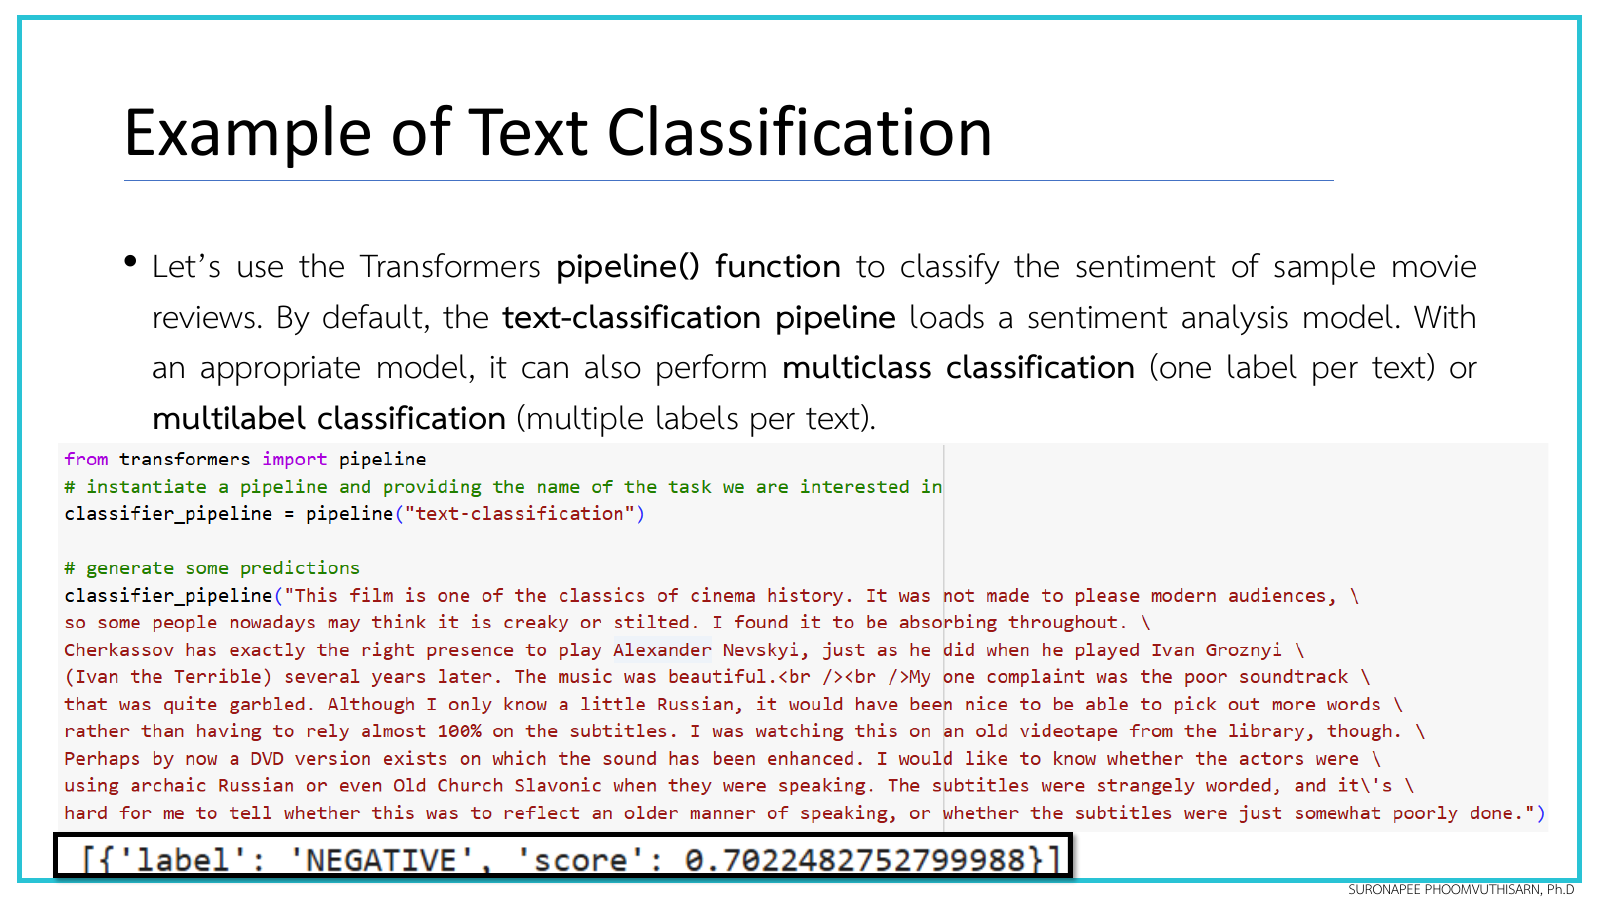 Example of Text Classification
• Let’s use the Transformers pipeline() function to classify the sentiment of sample movie
reviews. By default, the text-classification pipeline loads a sentiment analysis model. With
an appropriate model, it can also perform multiclass classification (one label per text) or
multilabel classification (multiple labels per text).
from transformers import pipeline
# instantiate a pipeline and providing the name of the task we are interested in
classifier_pipeline = pipeline("text-classification")
# generate some predictions
classifier_pipeline("This film is one of the classics of cinema history. It was not made to please modern audiences, \
so some people nowadays may think it is creaky or stilted. I found it to be absorbing throughout. \
Cherkassov has exactly the right presence to play Alexander Nevskyi, just as he did when he played Ivan Groznyi \
(Ivan the Terrible) several years later. The music was beautiful.<br /><br />My one complaint was the poor soundtrack \
that was quite garbled. Although I only know a little Russian, it would have been nice to be able to pick out more words \
rather than having to rely almost 100% on the subtitles. I was watching this on an old videotape from the library, though. \
Perhaps by now a DVD version exists on which the sound has been enhanced. I would like to know whether the actors were \
using archaic Russian or even Old Church Slavonic when they were speaking. The subtitles were strangely worded, and it\'s \
hard for me to tell whether this was to reflect an older manner of speaking, or whether the subtitles were just somewhat poorly done.")
[{'label': 'NEGATIVE', 'score': 0.7022482752799988}]
SURONAPEE PHOOMVUTHISARN, Ph.D